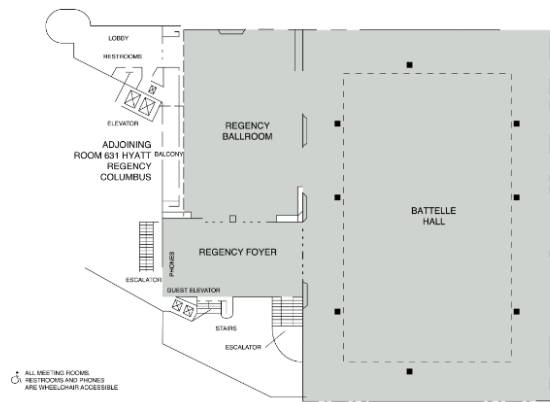 LOBBY
RESTROOMS
ELEVATOR
ADJOINING
ROOM 631 HYATT
REGENCY
COLUMBUS
BALCONY
REGENCY
BALLROOM
BATTELLE
HALL
REGENCY FOYER
PHONES
ESCALATOR
GUEST ELEVATOR
STAIRS
ESCALATOR
ALL MEETING ROOMS,
RESTROOMS AND PHONES
ARE WHEELCHAIR ACCESSIBLE